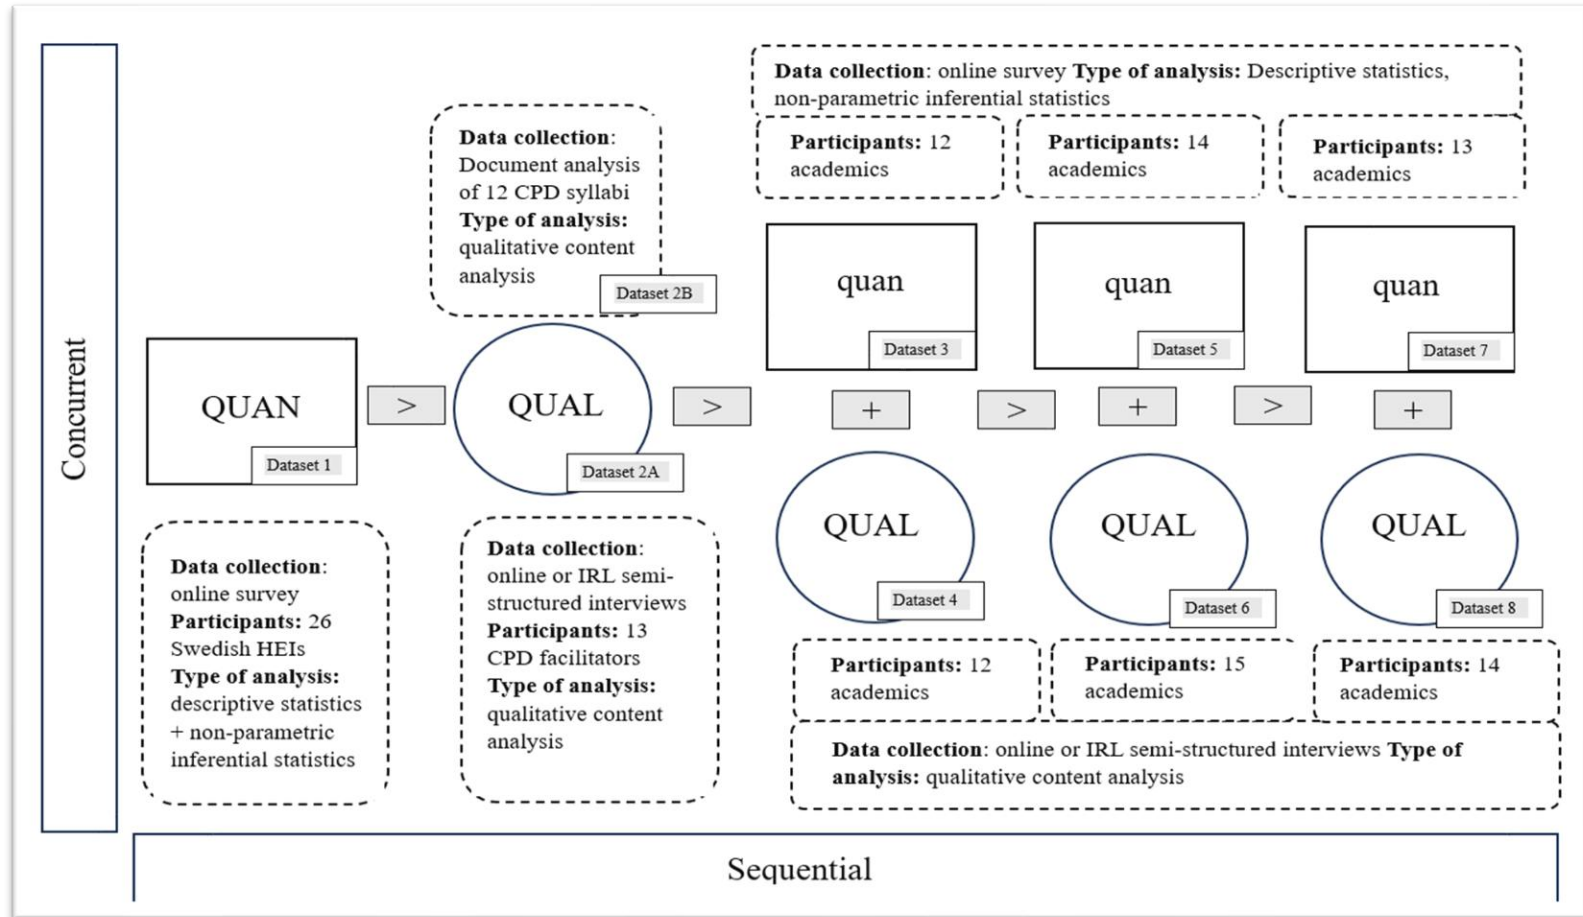 Concurrent
QUAN
Dataset 1
Data collection:
online survey
Participants: 26
Swedish HEIs
Type of analysis:
descriptive statistics
+ non-parametric
inferential statistics
>
Data collection:
Document analysis
of 12 CPD syllabi
Type of analysis:
qualitative content
analysis
Dataset 2B
QUAL
Dataset 2A
Data collection:
online or IRL semi-
structured interviews
Participants: 13
CPD facilitators
Type of analysis:
qualitative content
analysis
>
Data collection: online survey Type of analysis: Descriptive statistics,
non-parametric inferential statistics
Participants: 12
academics
Participants: 14
academics
Participants: 13
academics
quan
Dataset 3
quan
Dataset 5
quan
Dataset 7
+
>
+
>
+
QUAL
Dataset 4
QUAL
Dataset 6
QUAL
Dataset 8
Participants: 12
academics
Participants: 15
academics
Participants: 14
academics
Data collection: online or IRL semi-structured interviews Type of
analysis: qualitative content analysis
Sequential